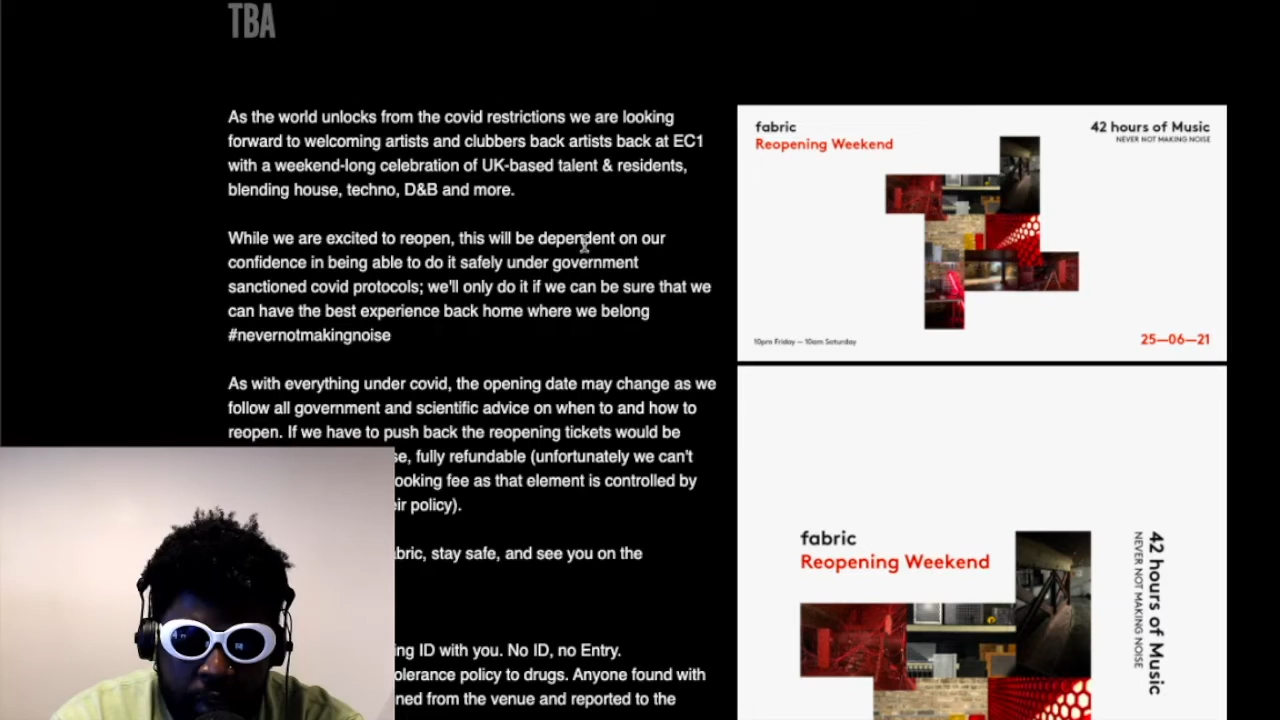 TBA
As the world unlocks from the covid restrictions we are looking
forward to welcoming artists and clubbers back artists back at EC1
with a weekend-long celebration of UK-based talent & residents,
blending house, techno, D&B and more.
While we are excited to reopen, this will be dependent on our
confidence in being able to do it safely under government
sanctioned covid protocols; we'll only do it if we can be sure that we
can have the best experience back home where we belong
#nevernotmakingnoise
As with everything under covid, the opening date may change as we
follow all government and scientific advice on when to and how to
reopen. If we have to push back the reopening tickets would be
fully refundable (unfortunately we can't
ooking fee as that element is controlled by
eir policy).
abric, stay safe, and see you on the
ing ID with you. No ID, no Entry.
olerance policy to drugs. Anyone found with
ned from the venue and reported to the
fabric
Reopening Weekend
42 hours of Music
NEVER NOT MAKING NOISE
10pm Friday — 10am Saturday
25—06—21
fabric
Reopening Weekend
42 hours of Music
NEVER NOT MAKING NOISE